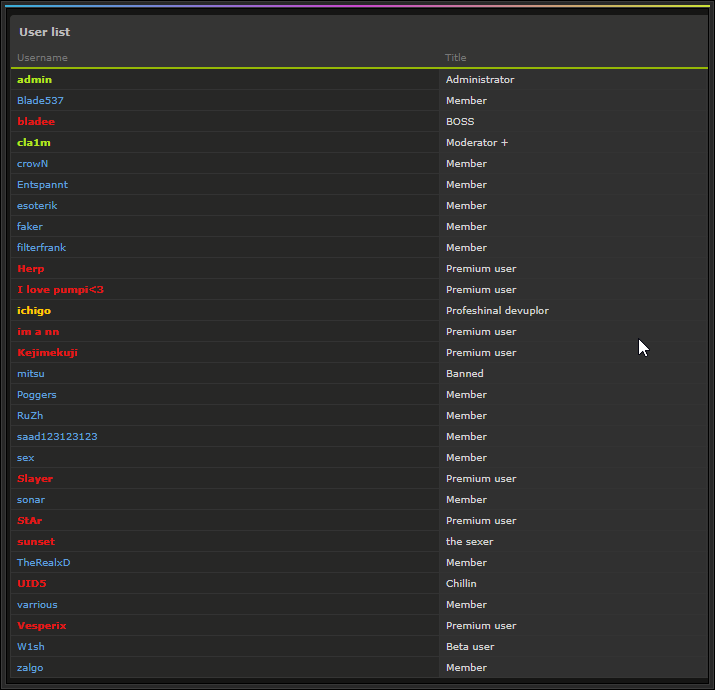 User list
Username Title
admin Administrator
Blade537 Member
bladee BOSS
cla1m Moderator +
crowN Member
Entspannt Member
esoterik Member
faker Member
filterfrank Member
Herp Premium user
I love pumpi<3 Premium user
ichigo Profeshinal devuplor
im a nn Premium user
Kejimekuji Premium user
mitsu Banned
Poggers Member
RuZh Member
saad123123123 Member
sex Member
Slayer Premium user
sonar Member
StAr Premium user
sunset the sexer
TheRealxD Member
UID5 Chillin
varrious Member
Vesperix Premium user
W1sh Beta user
zalgo Member